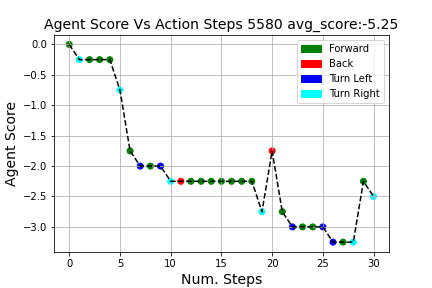 Agent Score Vs Action Steps 5580 avg_score:-5.25
Agent Score
0.0
−0.5
−1.0
−1.5
−2.0
−2.5
−3.0
Forward
Back
Turn Left
Turn Right
0 5 10 15 20 25 30
Num. Steps